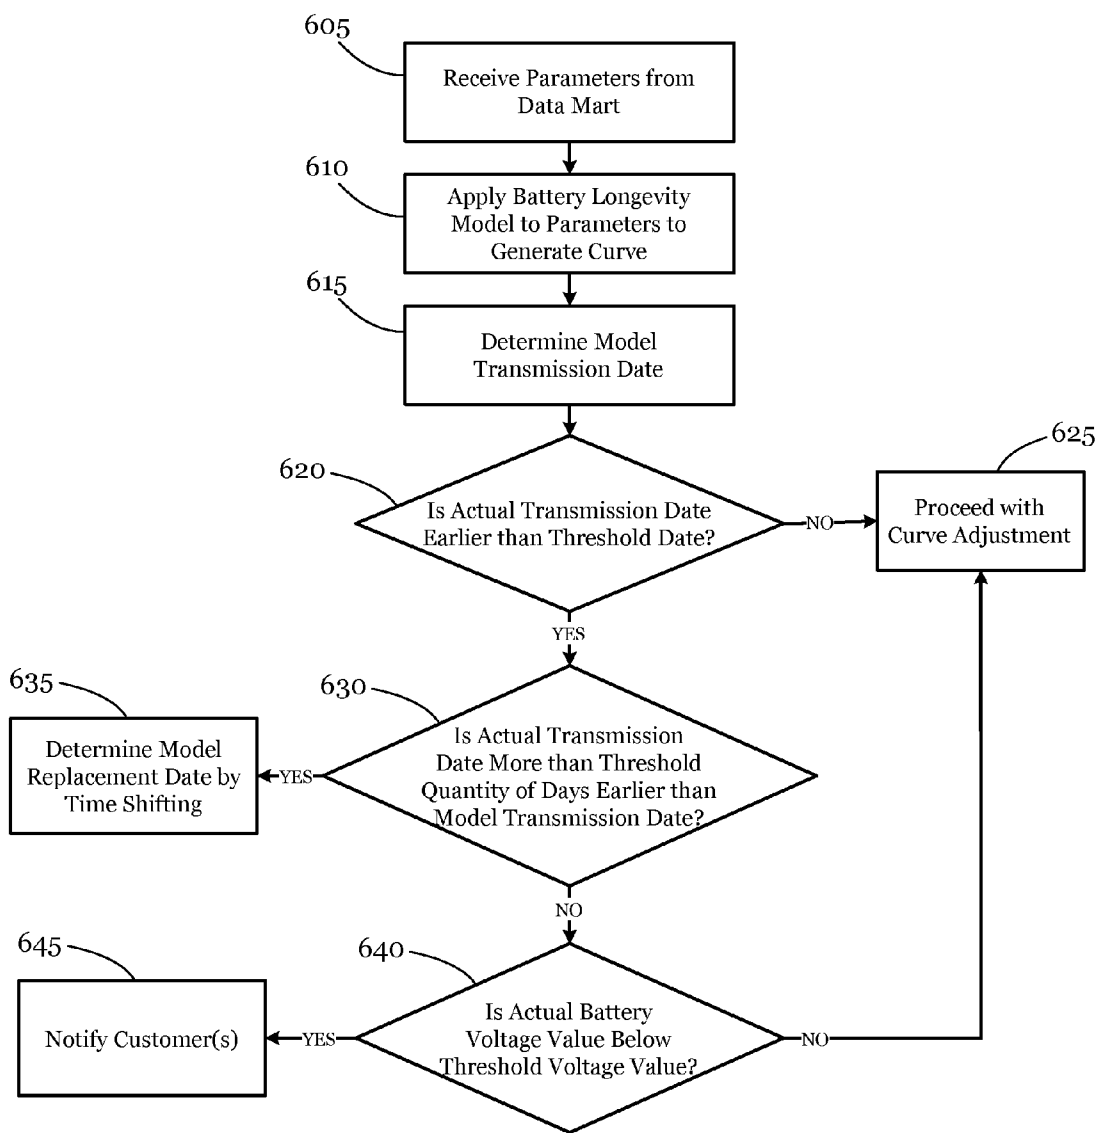 605
Receive Parameters from
Data Mart
610
Apply Battery Longevity
Model to Parameters to
Generate Curve
615
Determine Model
Transmission Date
620
Is Actual Transmission Date
Earlier than Threshold Date?
NO
625
Proceed with
Curve Adjustment
YES
630
Is Actual Transmission
Date More than Threshold
Quantity of Days Earlier than
Model Transmission Date?
YES
635
Determine Model
Replacement Date by
Time Shifting
NO
640
Is Actual Battery
Voltage Value Below
Threshold Voltage Value?
YES
645
Notify Customer(s)
NO